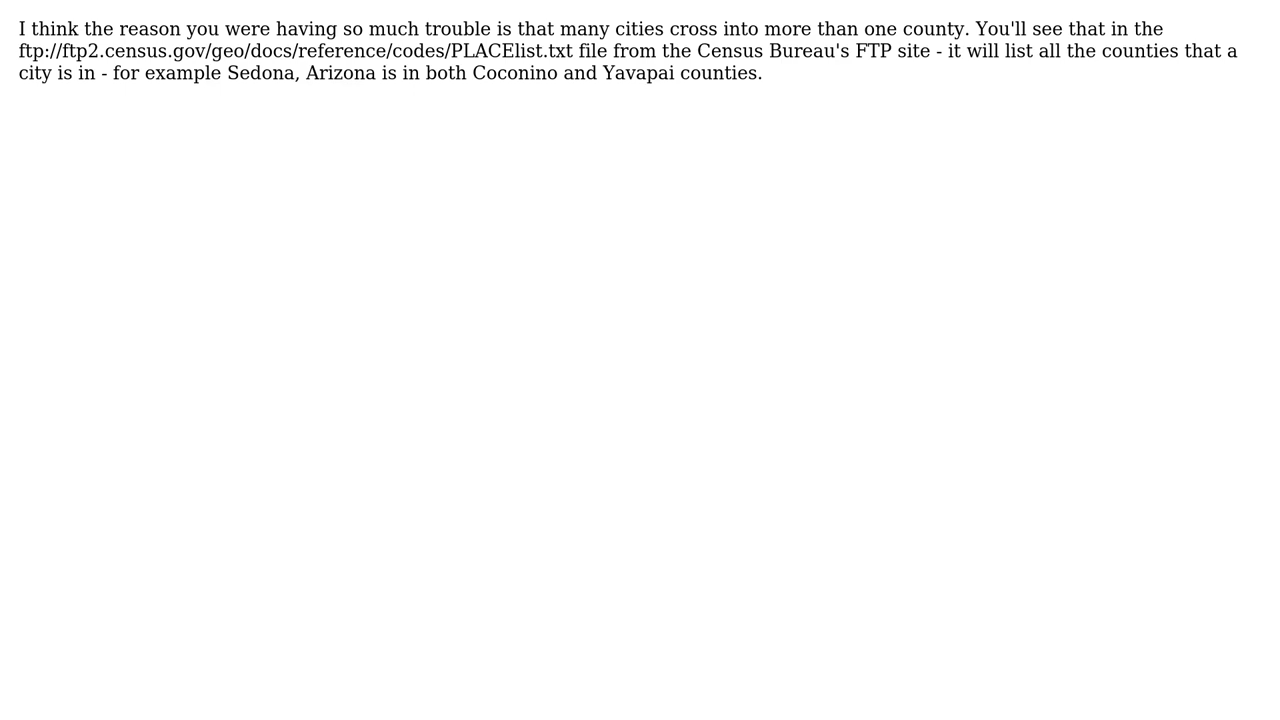 I think the reason you were having so much trouble is that many cities cross into more than one county. You'll see that in the
ftp://ftp2.census.gov/geo/docs/reference/codes/PLACElist.txt file from the Census Bureau's FTP site - it will list all the counties that a
city is in - for example Sedona, Arizona is in both Coconino and Yavapai counties.